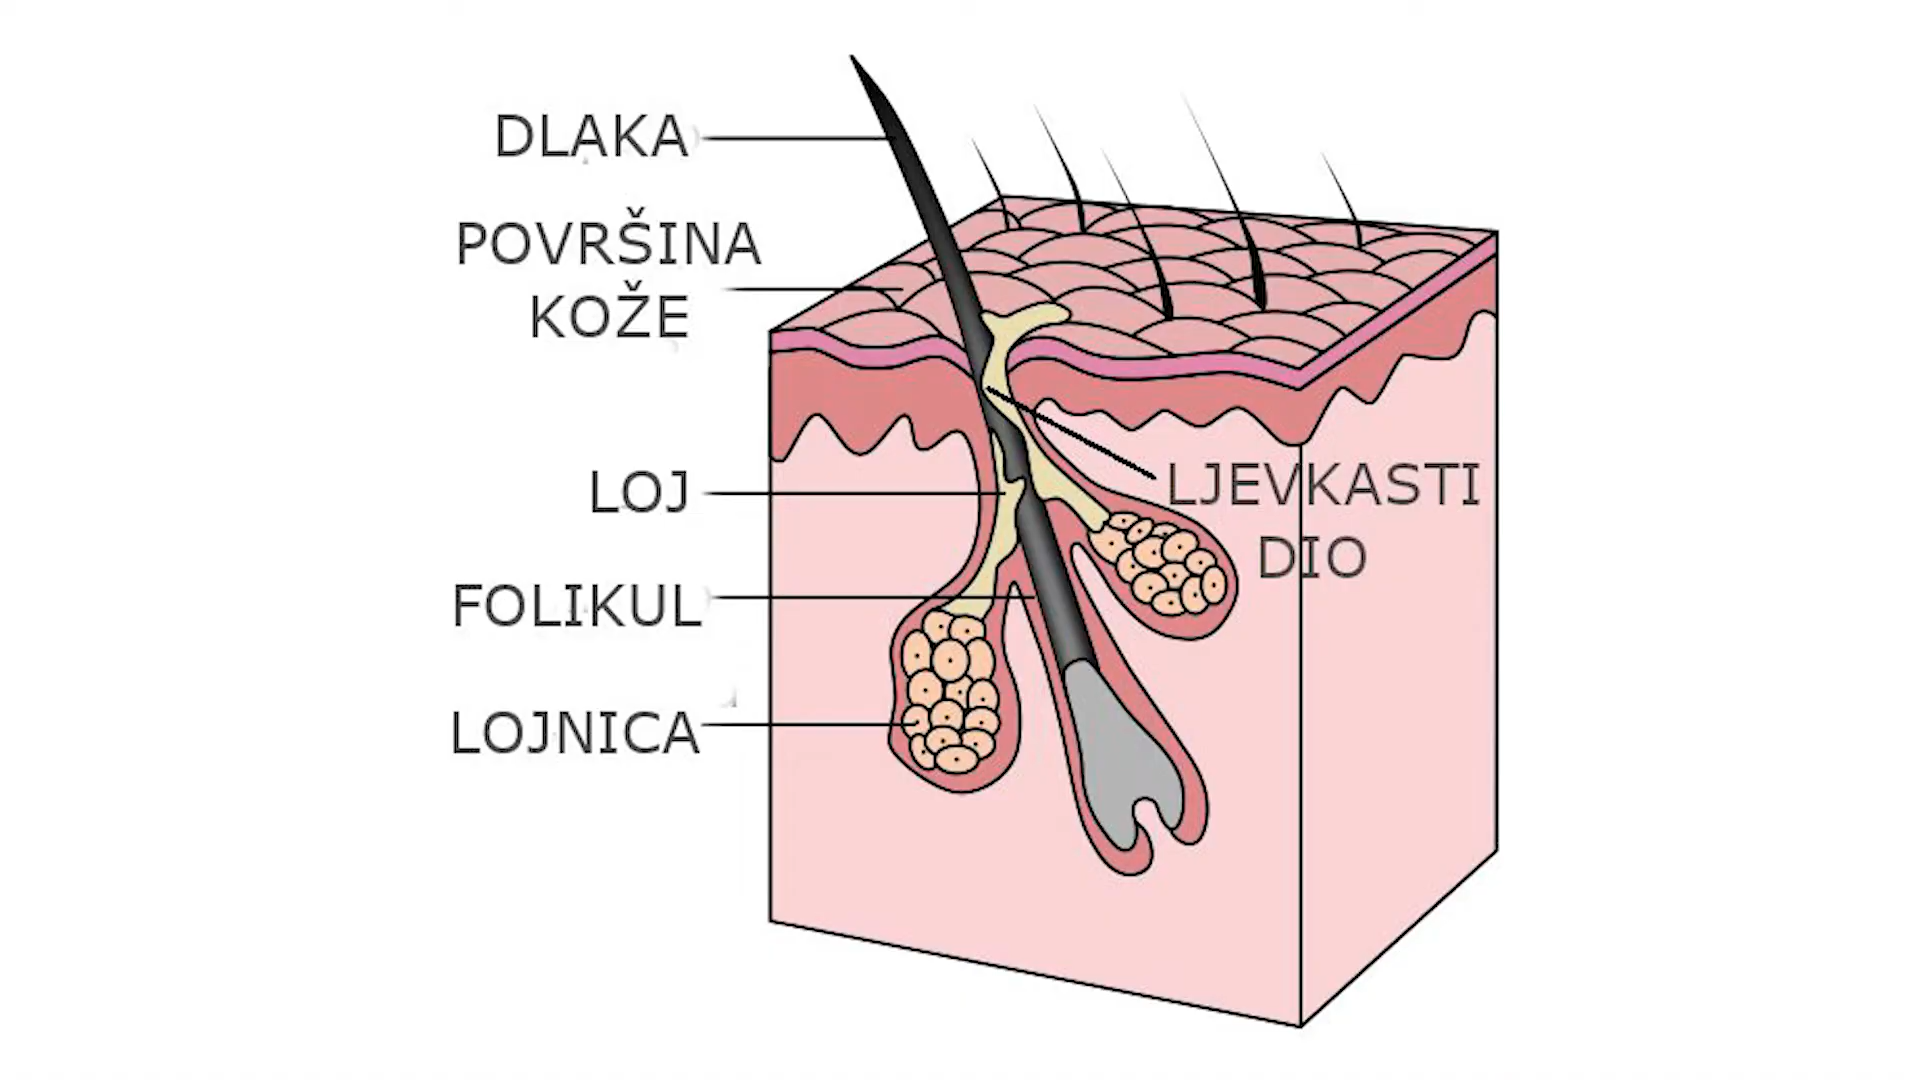 DLAKA
POVRŠINA
KOŽE
LOJ
FOLIKUL
LOJNICA
LJEVKASTI
DIO